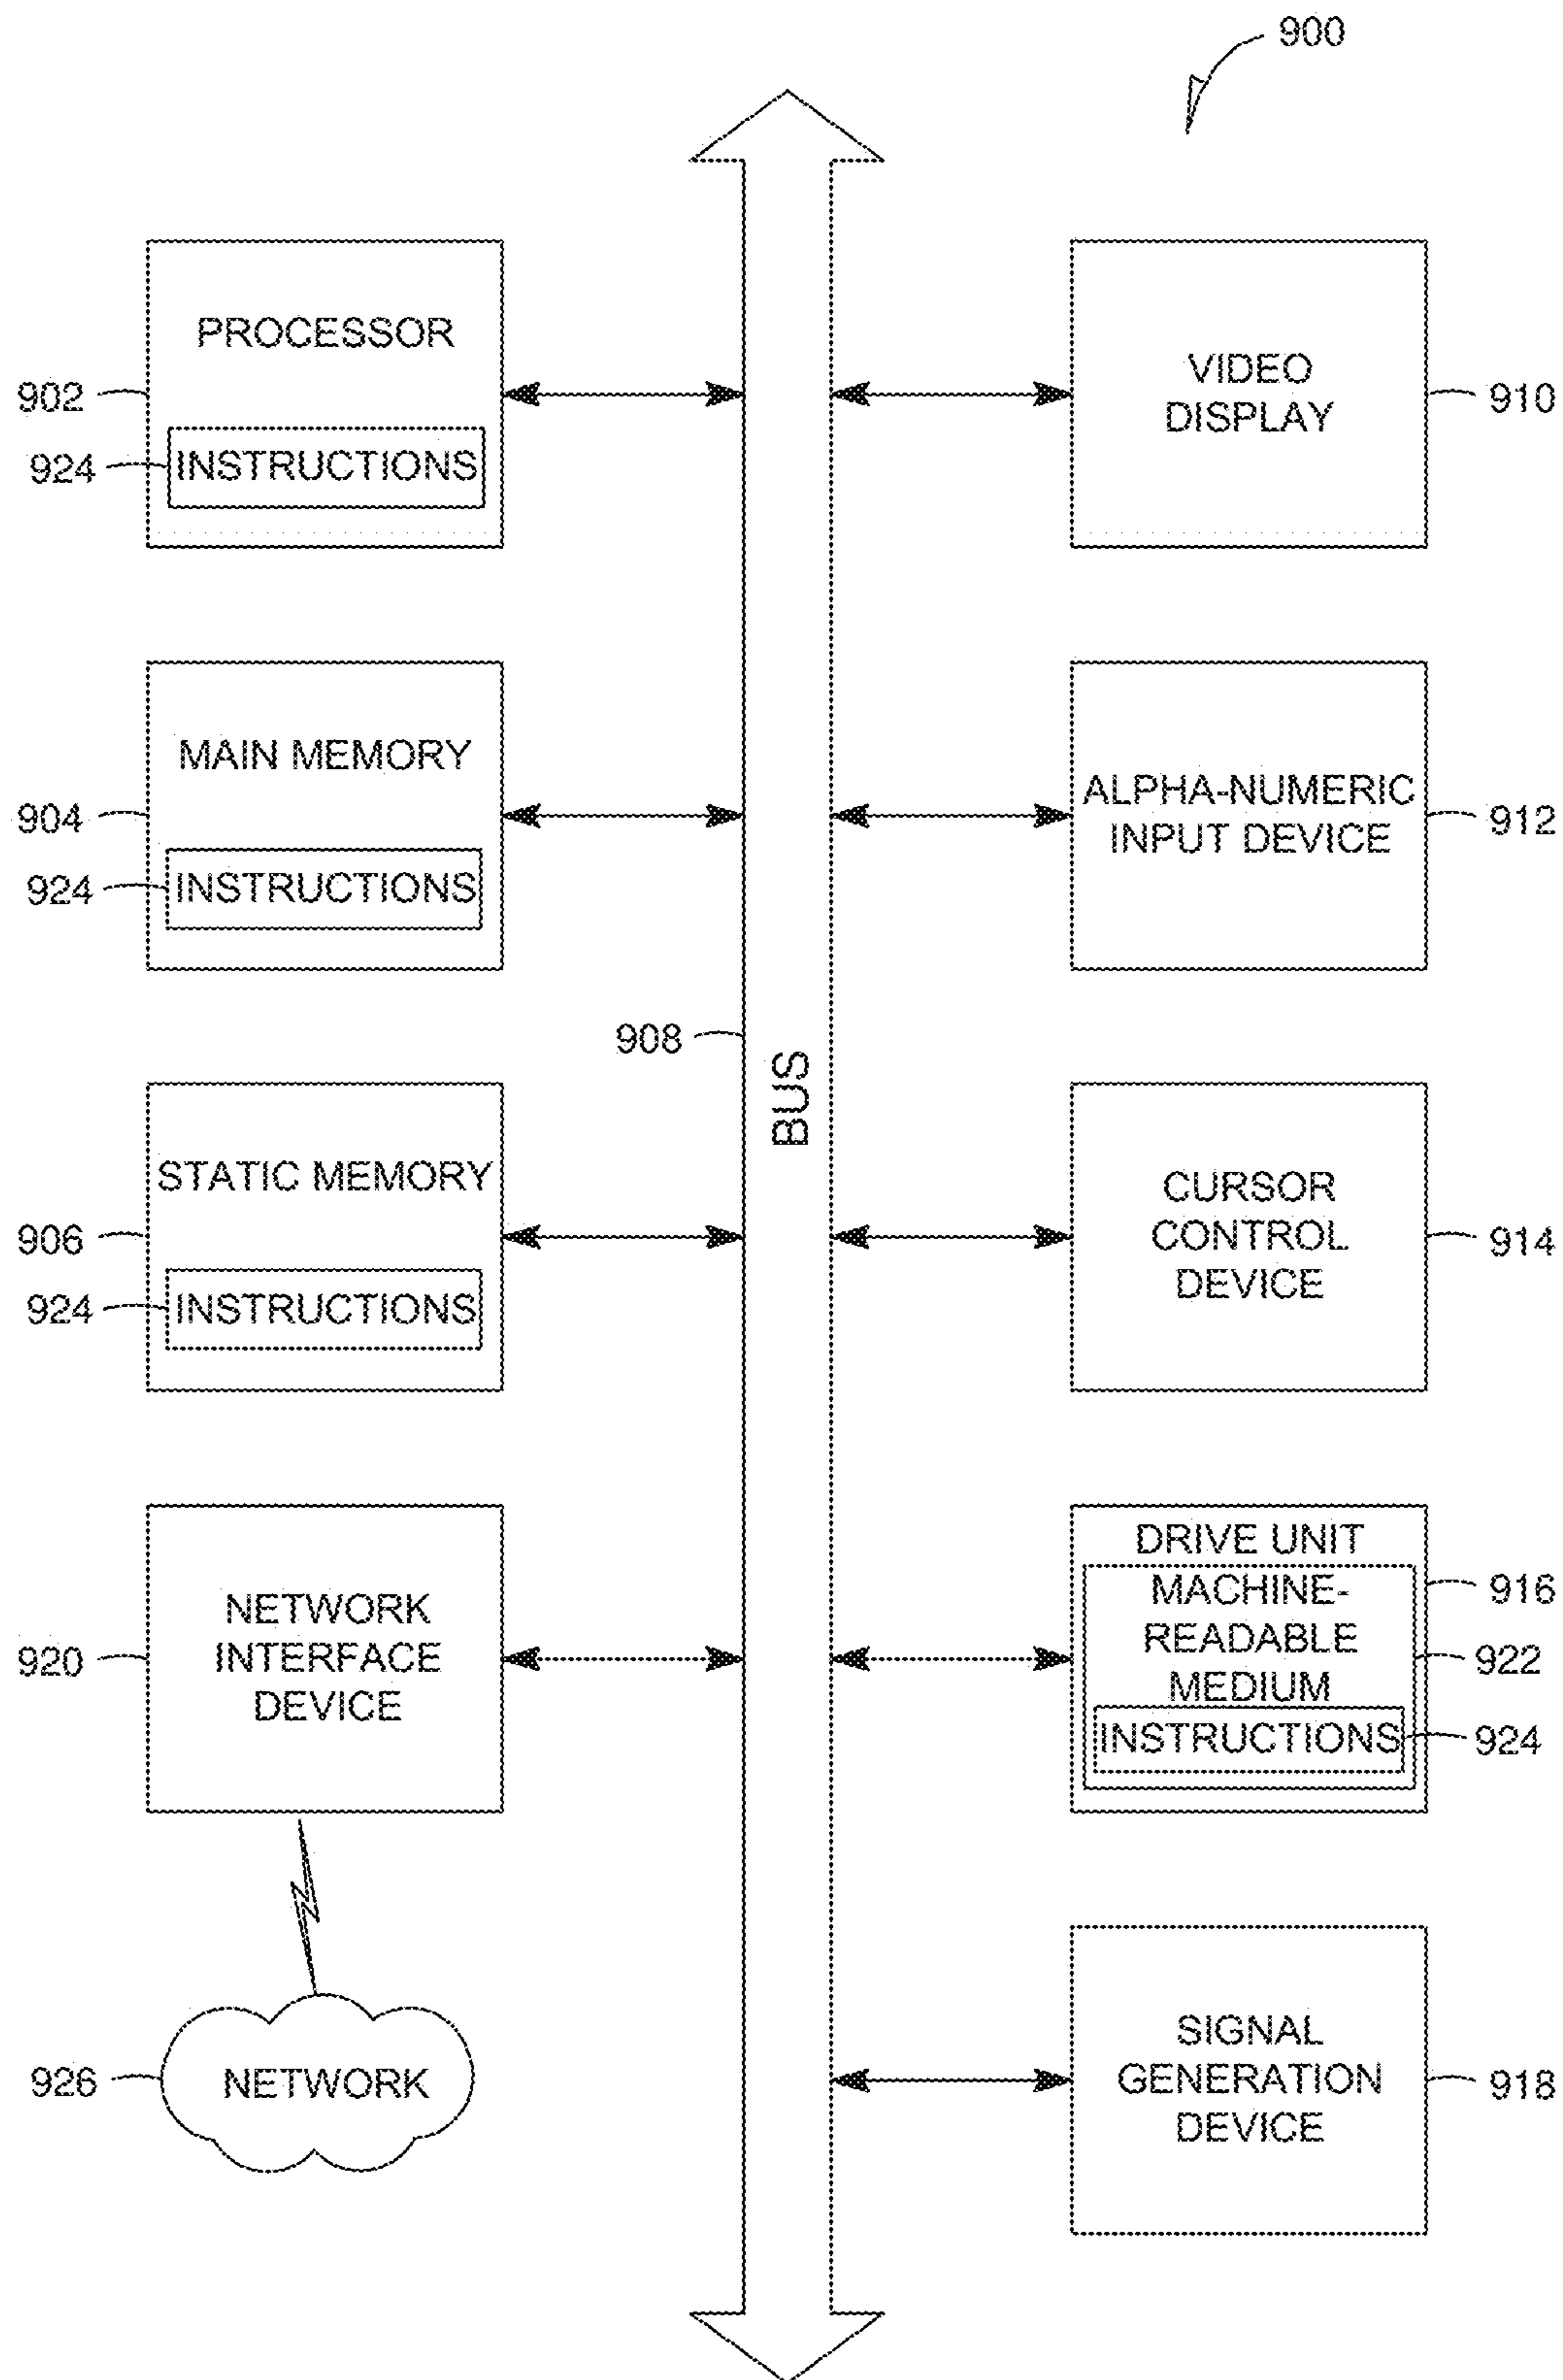 900
PROCESSOR
902
924
INSTRUCTIONS
VIDEO
DISPLAY
910
MAIN MEMORY
904
924
INSTRUCTIONS
ALPHA-NUMERIC
INPUT DEVICE
912
908
BUS
STATIC MEMORY
906
924
INSTRUCTIONS
CURSOR
CONTROL
DEVICE
914
NETWORK
INTERFACE
DEVICE
920
DRIVE UNIT
916
MACHINE-
READABLE
MEDIUM
922
INSTRUCTIONS
924
926
NETWORK
SIGNAL
GENERATION
DEVICE
918